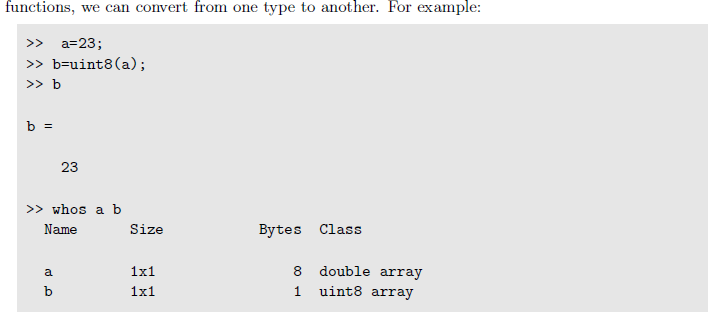 functions, we can convert from one type to another. For example:
>> a=23;
>> b=uint8(a);
>> b
b =
23
>> whos a b
Name Size Bytes Class
a 1x1 8 double array
b 1x1 1 uint8 array